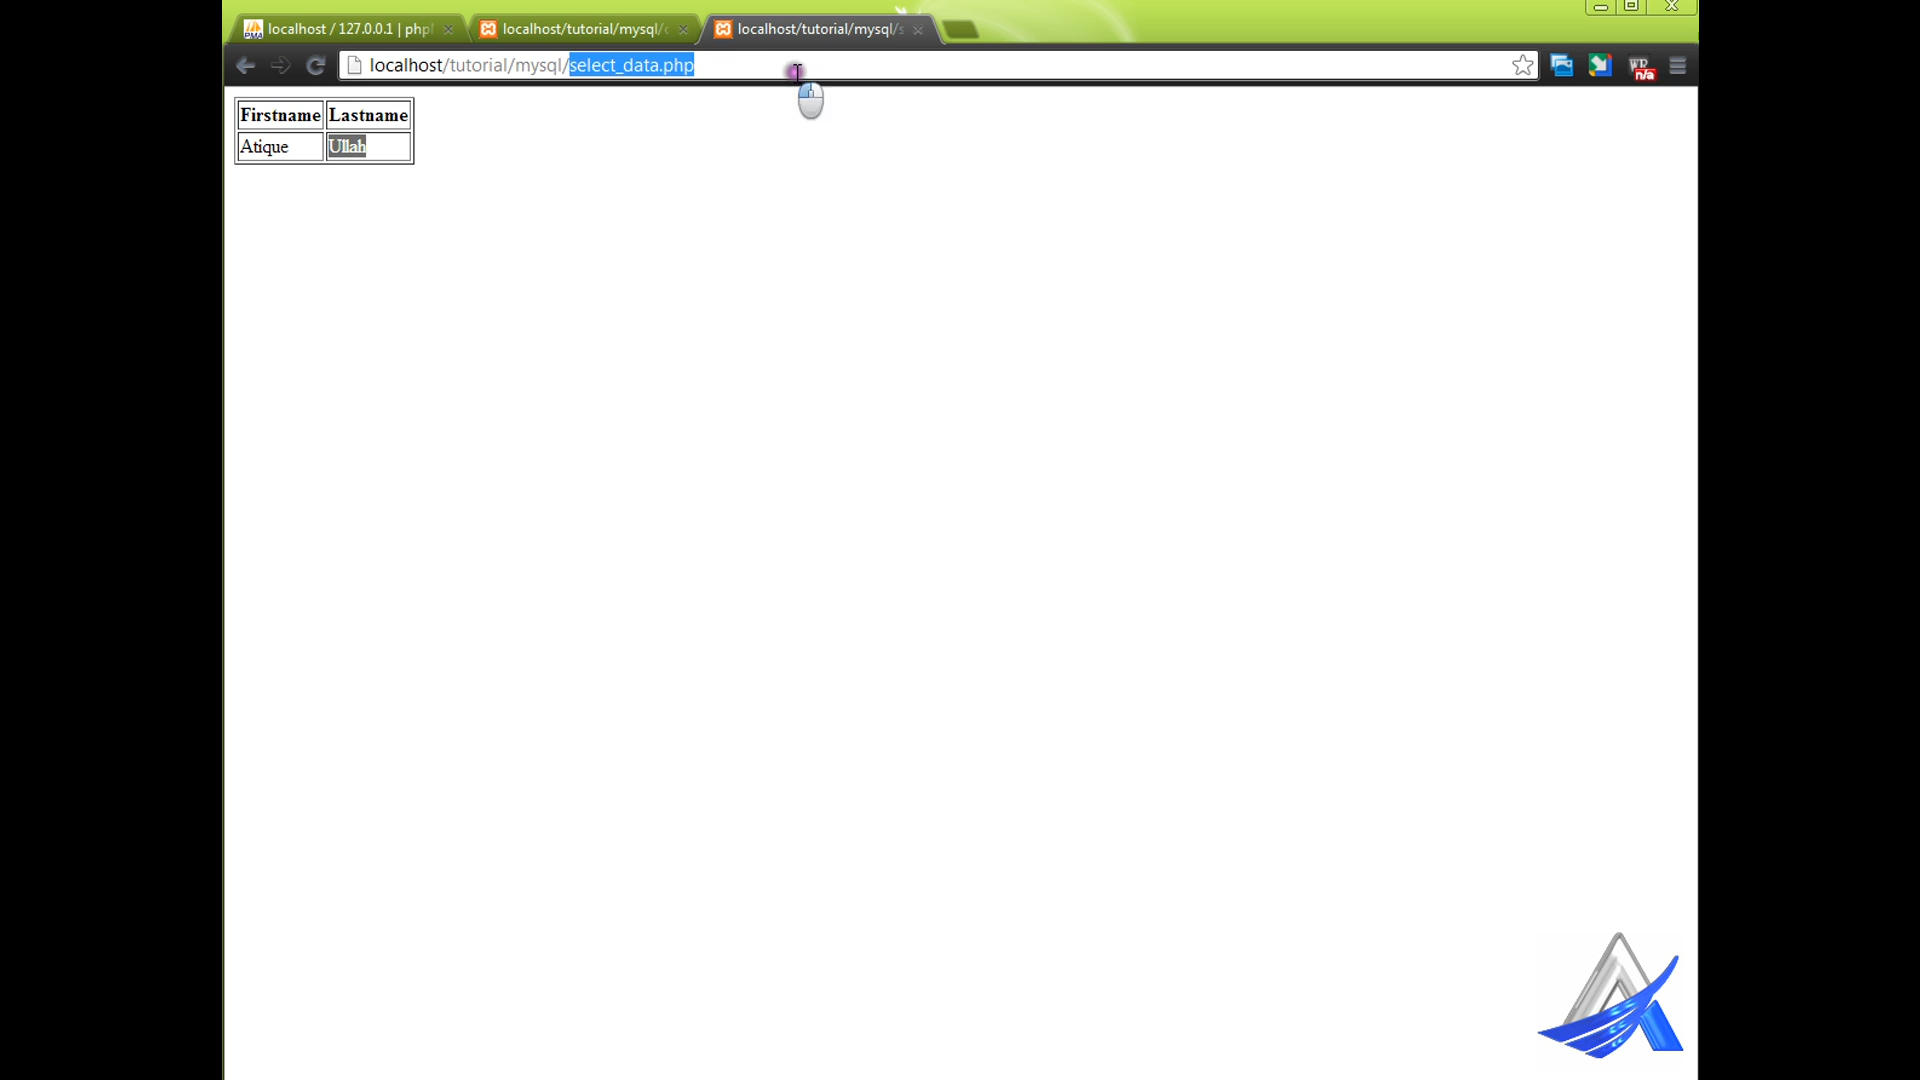 localhost / 127.0.0.1 | php
localhost/tutorial/mysql/
localhost/tutorial/mysql/s
localhost/tutorial/mysql/select_data.php
WR
n/a
Firstname Lastname
Atique Ullah